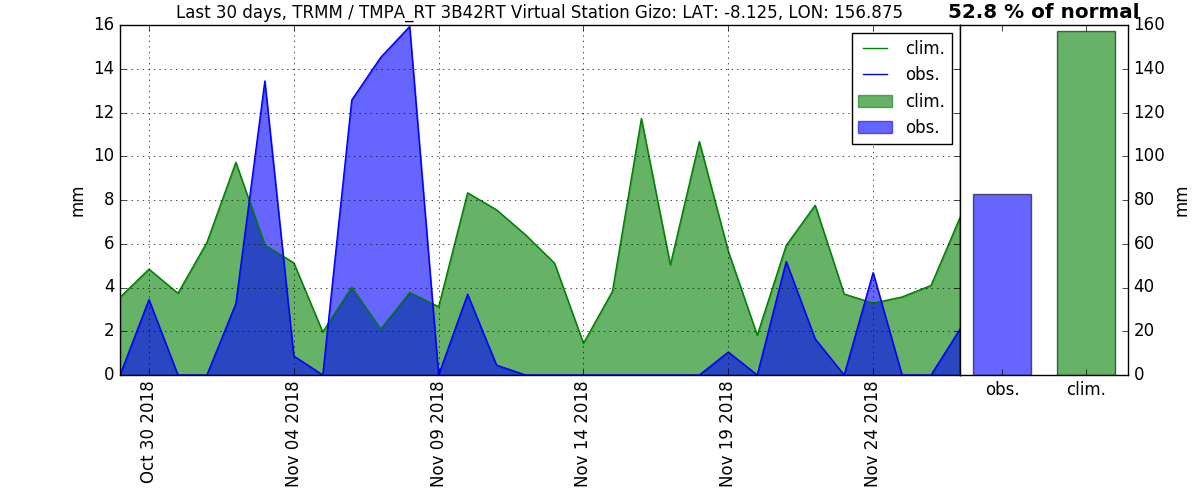 Last 30 days, TRMM / TMPA_RT 3B42RT Virtual Station Gizo: LAT: -8.125, LON: 156.875
52.8 % of normal
16
14
12
10
8
6
4
2
0
mm
clim.
obs.
clim.
obs.
160
140
120
100
80
60
40
20
0
mm
Oct 30 2018
Nov 04 2018
Nov 09 2018
Nov 14 2018
Nov 19 2018
Nov 24 2018
obs.
clim.